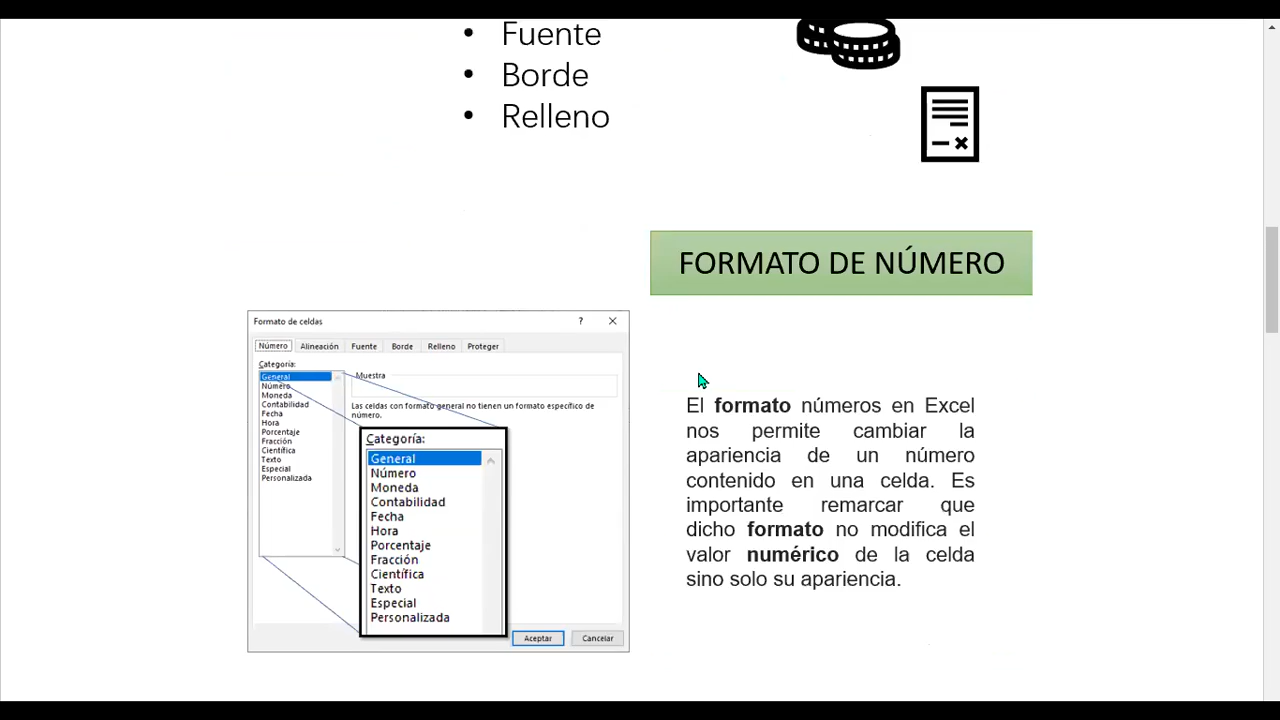 • Fuente
• Borde
• Relleno
FORMATO DE NÚMERO
Formato de celdas
?
Número Alineación Fuente Borde Relleno Proteger
Categoría:
General
Número
Moneda
Contabilidad
Fecha
Hora
Porcentaje
Fracción
Científica
Texto
Especial
Personalizada
Muestra
Las celdas con formato general no tienen un formato específico de
número.
Categoría:
General
Número
Moneda
Contabilidad
Fecha
Hora
Porcentaje
Fracción
Científica
Texto
Especial
Personalizada
Aceptar Cancelar
El formato números en Excel
nos permite cambiar la
apariencia de un número
contenido en una celda. Es
importante remarcar que
dicho formato no modifica el
valor numérico de la celda
sino solo su apariencia.